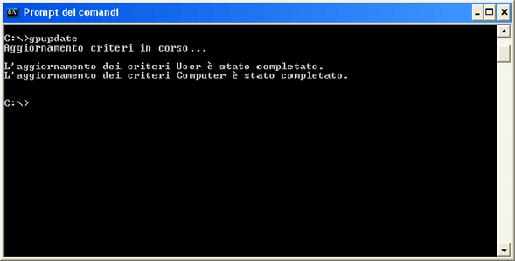 Prompt dei comandi
C:\>gpupdate
Aggiornamento criteri in corso...
L'aggiornamento dei criteri User è stato completato.
L'aggiornamento dei criteri Computer è stato completato.
C:\>